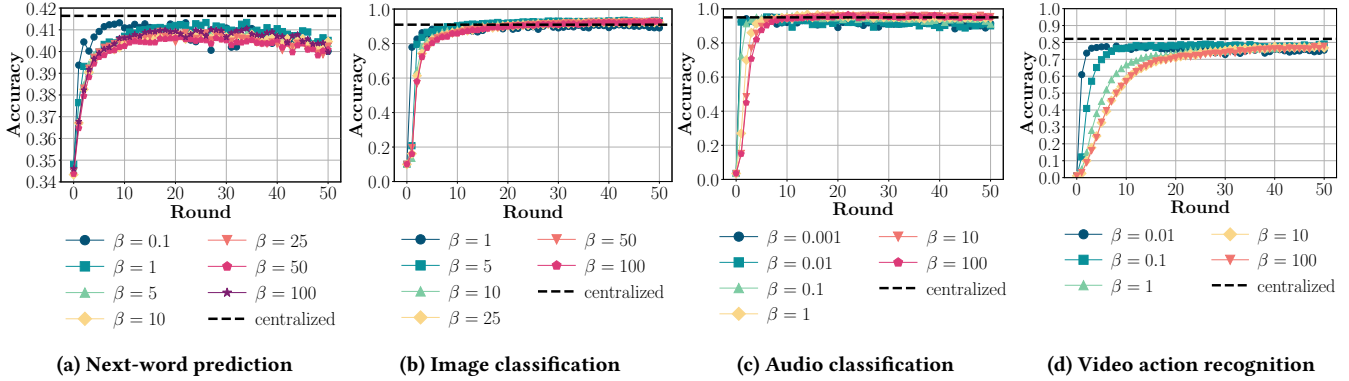 0.42
0.41
0.40
0.39
0.38
0.37
0.36
0.35
0.34
Accuracy
0 10 20 30 40 50
Round
β = 0.1
β = 1
β = 5
β = 10
β = 25
β = 50
β = 100
centralized
(a) Next-word prediction
1.0
0.8
0.6
0.4
0.2
0.0
Accuracy
0 10 20 30 40 50
Round
β = 1
β = 5
β = 10
β = 25
β = 50
β = 100
centralized
(b) Image classification
1.0
0.8
0.6
0.4
0.2
0.0
Accuracy
0 10 20 30 40 50
Round
β = 0.001
β = 0.01
β = 0.1
β = 1
β = 10
β = 100
centralized
(c) Audio classification
1.0
0.9
0.8
0.7
0.6
0.5
0.4
0.3
0.2
0.1
0.0
Accuracy
0 10 20 30 40 50
Round
β = 0.01
β = 0.1
β = 1
β = 10
β = 100
centralized
(d) Video action recognition